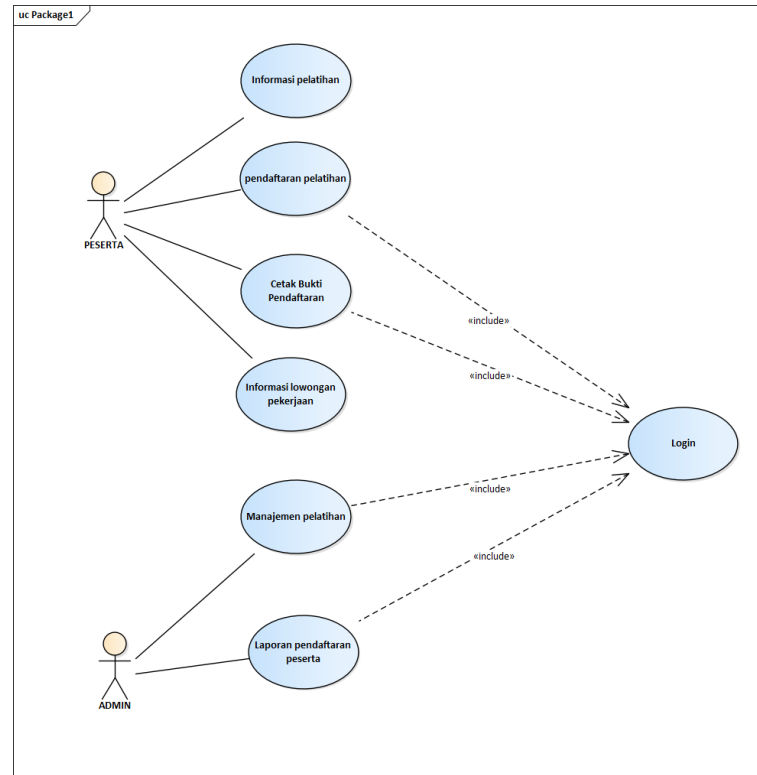 uc Package1
Informasi pelatihan
pendaftaran pelatihan
PESERTA
Cetak Bukti
Pendaftaran
«include»
«include»
Informasi lowongan
pekerjaan
Login
«include»
Manajemen pelatihan
«include»
Laporan pendaftaran
peserta
ADMIN